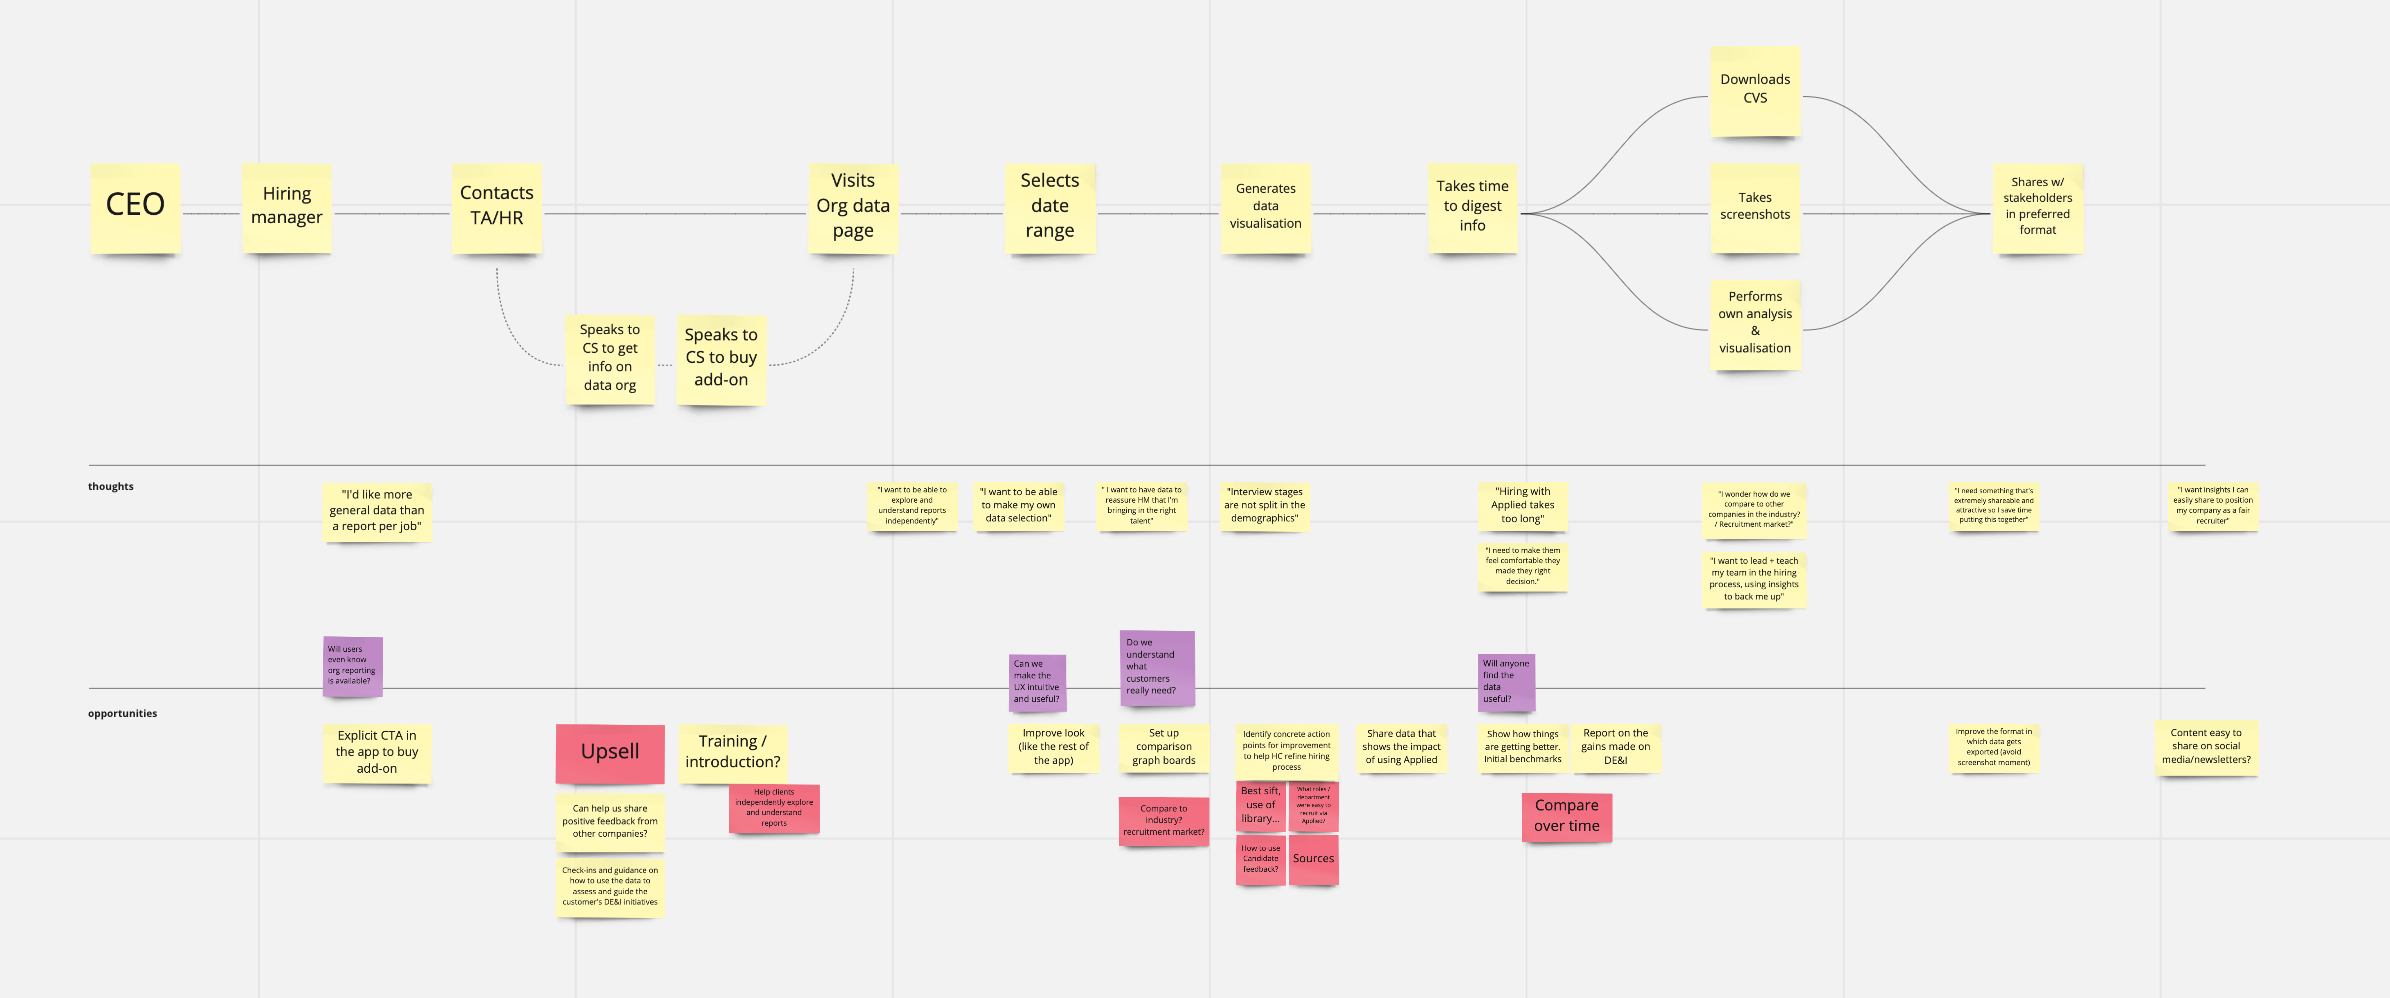 Downloads
CVS
CEO
Hiring
manager
Contacts
TA/HR
Visits
Org data
page
Selects
date
range
Generates
data
visualisation
Takes time
to digest
info
Takes
screenshots
Shares w/
stakeholders
in preferred
format
Speaks to
CS to get
info on
data org
Speaks to
CS to buy
add-on
Performs
own analysis
&
visualisation
thoughts
"I'd like more
general data than
a report per job"
"I want to be able to
explore and
understand reports
independently"
"I want to be able
to make my own
data selection"
" I want to have data to
reassure HM that I'm
bringing in the right
talent"
"Interview stages
are not split in the
demographics"
"Hiring with
Applied takes
too long"
"I wonder how do we
compare to other
companies in the industry?
/ Recruitment market?"
"I need something that's
extremely shareable and
attractive so I save time
putting this together"
"I want insights I can
easily share to position
my company as a fair
recruiter"
"I need to make them
feel comfortable they
made they right
decision."
"I want to lead + teach
my team in the hiring
process, using insights
to back me up"
Will users
even know
org reporting
is available?
Can we
make the
UX intuitive
and useful?
Do we
understand
what
customers
really need?
Will anyone
find the
data
useful?
opportunities
Explicit CTA in
the app to buy
add-on
Upsell
Training /
introduction?
Improve look
(like the rest of
the app)
Set up
comparison
graph boards
Identify concrete action
points for improvement
to help HC refine hiring
process
Share data that
shows the impact
of using Applied
Show how things
are getting better.
Initial benchmarks
Report on the
gains made on
DE&I
Improve the format in
which data gets
exported (avoid
screenshot moment)
Content easy to
share on social
media/newsletters?
Can help us share
positive feedback from
other companies?
Help clients
independently explore
and understand
reports
Compare to
industry?
recruitment market?
Best sift,
use of
library...
What roles /
department
were easy to
recruit via
Applied?
Compare
over time
How to use
Candidate
feedback?
Sources
Check-ins and guidance on
how to use the data to
assess and guide the
customer's DE&I initiatives